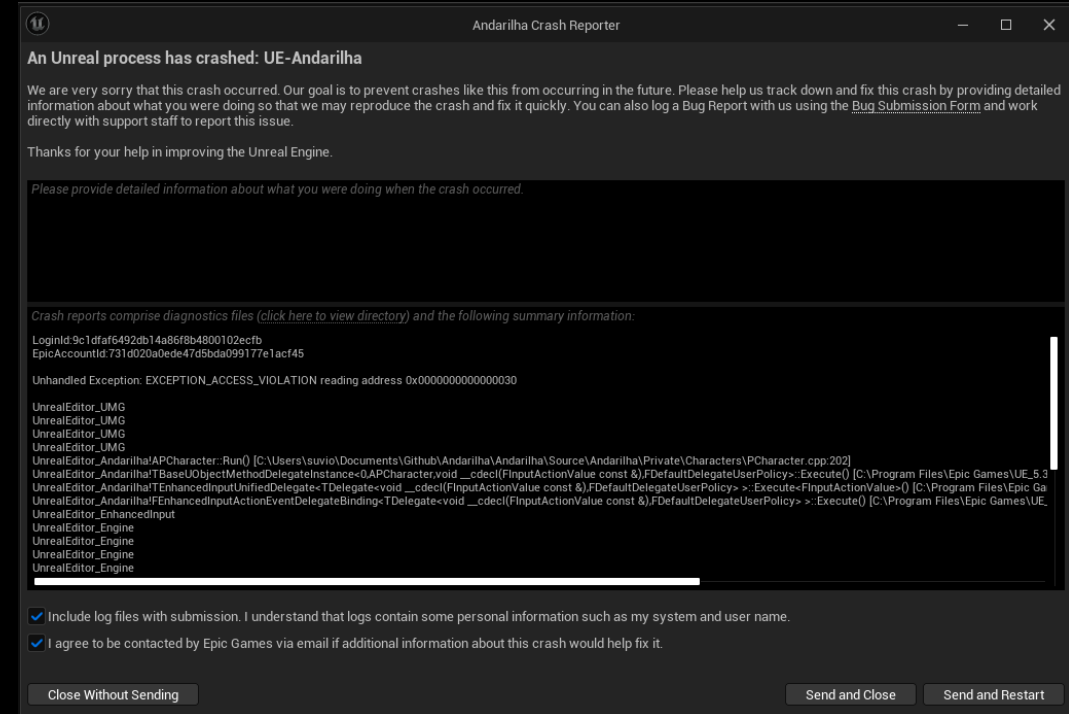 Andarilha Crash Reporter
An Unreal process has crashed: UE-Andarilha
We are very sorry that this crash occurred. Our goal is to prevent crashes like this from occurring in the future. Please help us track down and fix this crash by providing detailed
information about what you were doing so that we may reproduce the crash and fix it quickly. You can also log a Bug Report with us using the Bug Submission Form and work
directly with support staff to report this issue.
Thanks for your help in improving the Unreal Engine.
Please provide detailed information about what you were doing when the crash occurred.
Crash reports comprise diagnostics files (click here to view directory) and the following summary information:
LoginId:9c1dfaf6492db14a86f8b4800102ecfb
EpicAccountId:731d020a0ede47d5bda099177e1acf45
Unhandled Exception: EXCEPTION_ACCESS_VIOLATION reading address 0x0000000000000030
UnrealEditor_UMG
UnrealEditor_UMG
UnrealEditor_UMG
UnrealEditor_UMG
UnrealEditor_Andarilha!APCharacter::Run() [C:\Users\suvio\Documents\Github\Andarilha\Andarilha\Source\Andarilha\Private\Characters\PCharacter.cpp:202]
UnrealEditor_Andarilha!TBaseUObjectMethodDelegateInstance<0,APCharacter,void __cdecl(FInputActionValue const &),FDefaultDelegateUserPolicy>::Execute() [C:\Program Files\Epic Games\UE_5.3
UnrealEditor_Andarilha!TEnhancedInputUnifiedDelegate<TDelegate<void __cdecl(FInputActionValue const &),FDefaultDelegateUserPolicy> >::Execute<FInputActionValue>() [C:\Program Files\Epic Ga
UnrealEditor_Andarilha!FEnhancedInputActionEventDelegateBinding<TDelegate<void __cdecl(FInputActionValue const &),FDefaultDelegateUserPolicy> >::Execute() [C:\Program Files\Epic Games\UE_
UnrealEditor_EnhancedInput
UnrealEditor_Engine
UnrealEditor_Engine
UnrealEditor_Engine
UnrealEditor_Engine
Include log files with submission. I understand that logs contain some personal information such as my system and user name.
I agree to be contacted by Epic Games via email if additional information about this crash would help fix it.
Close Without Sending
Send and Close
Send and Restart